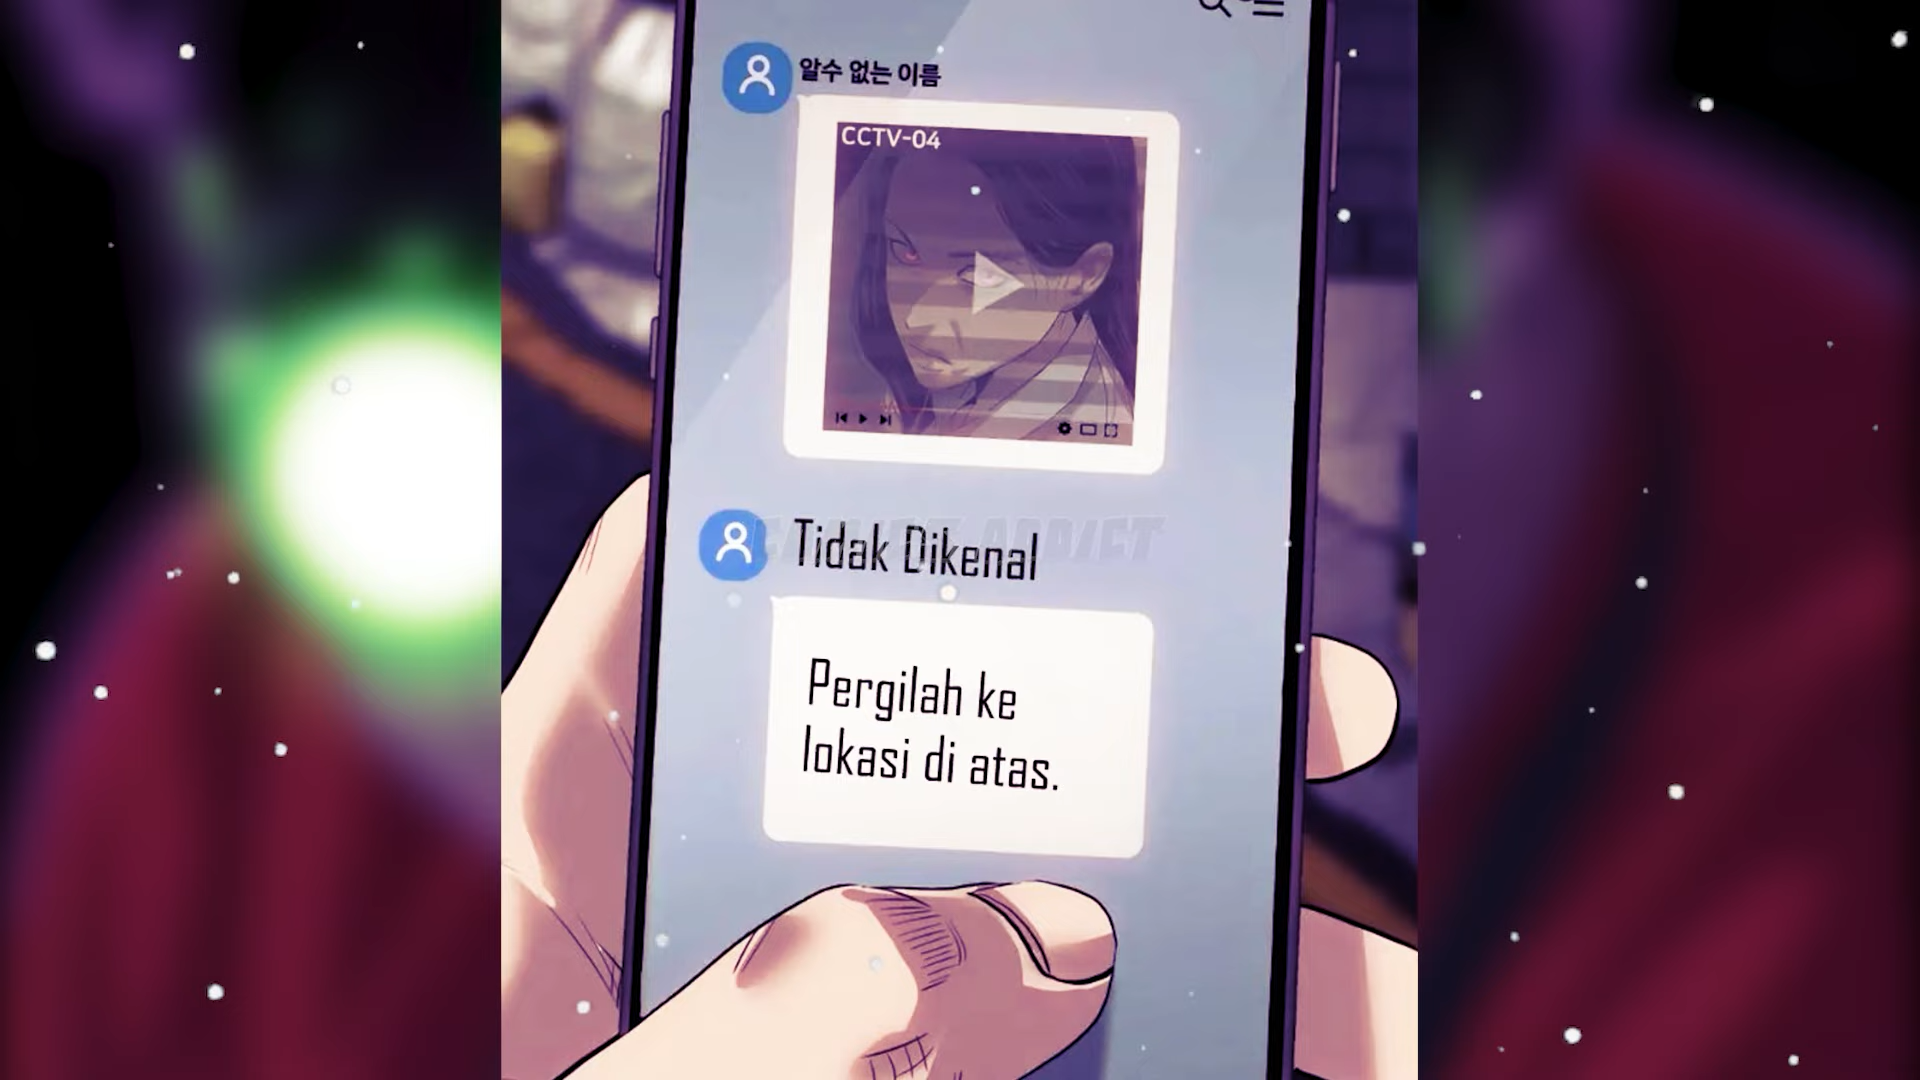 알수 없는 이름
CCTV-04
Tidak Dikenal
Pergilah ke
lokasi di atas.